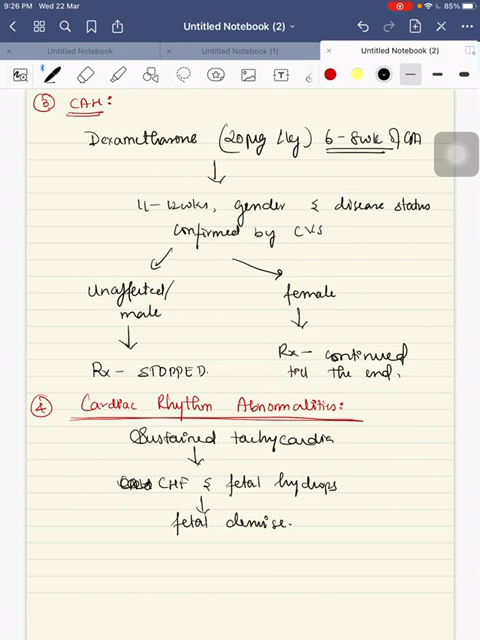 9:26 PM Wed 22 Mar
Untitled Notebook (2)
Untitled Notebook
Untitled Notebook (1)
Untitled Notebook (2)
③ CAH:
Dexamethasone (20µg/kg) 6-8wk of GA
11-12wks, gender & disease status
confirmed by CVS
Unaffected/
male
female
Rx- STOPPED.
Rx- continued
till the end.
④ Cardiac Rhythm Abnormalities:
Sustained tachycardia
CHF & fetal hydrops
fetal demise.